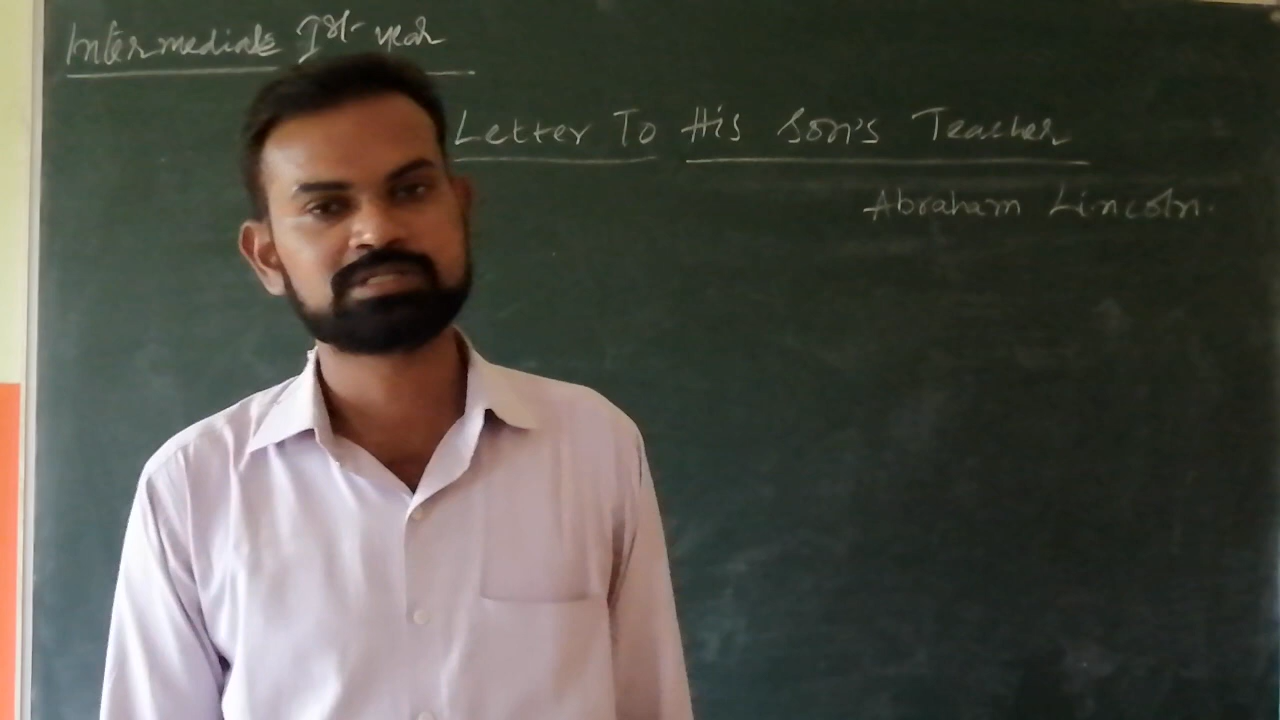 Intermediate Ist year
Letter To His Son's Teacher
Abraham Lincoln.